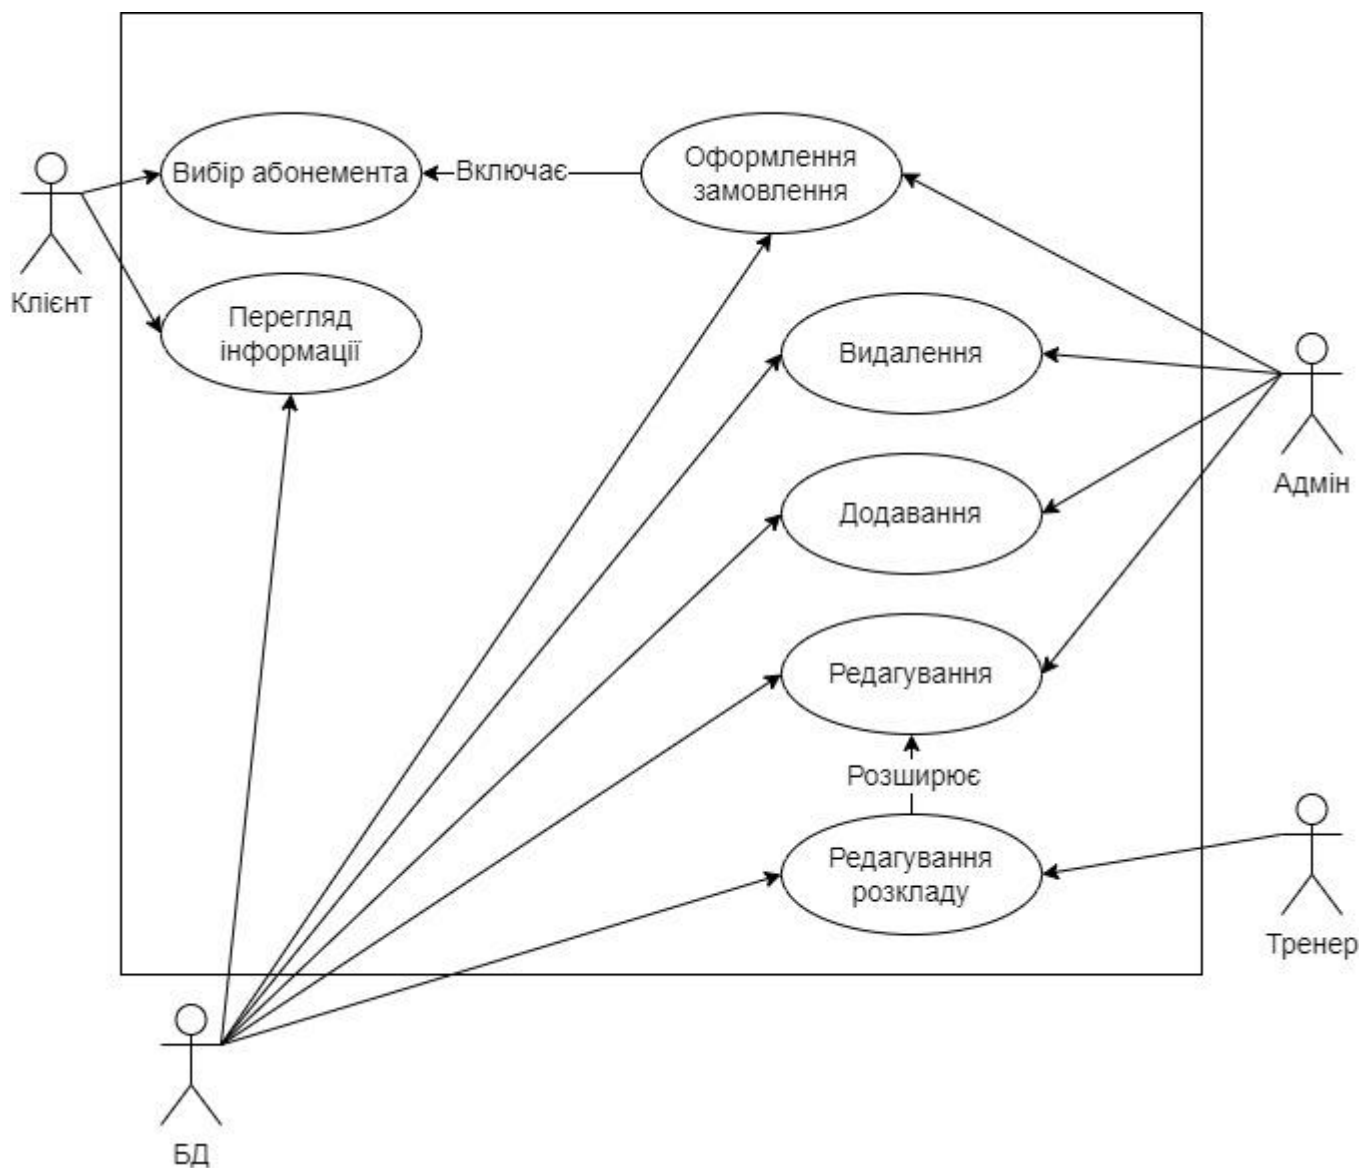 Вибір абонемента
Включає
Оформлення
замовлення
Клієнт
Перегляд
інформації
Видалення
Адмін
Додавання
Редагування
Розширює
Редагування
розкладу
Тренер
БД